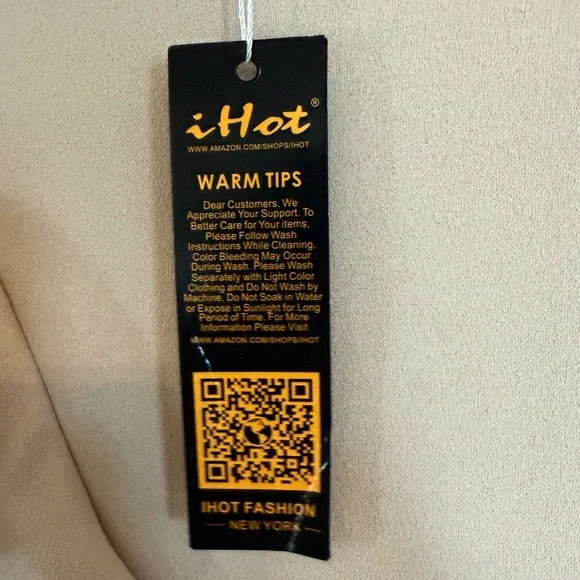 iHot®
WWW.AMAZON.COM/SHOPS/IHOT
WARM TIPS
Dear Customers, We
Appreciate Your Support. To
Better Care for Your items,
Please Follow Wash
Instructions While Cleaning.
Color Bleeding May Occur
During Wash. Please Wash
Separately with Light Color
Clothing and Do Not Wash by
Machine. Do Not Soak in Water
or Expose in Sunlight for Long
Period of Time. For More
Information Please Visit
WWW.AMAZON.COM/SHOPS/IHOT
IHOT FASHION
NEW YORK